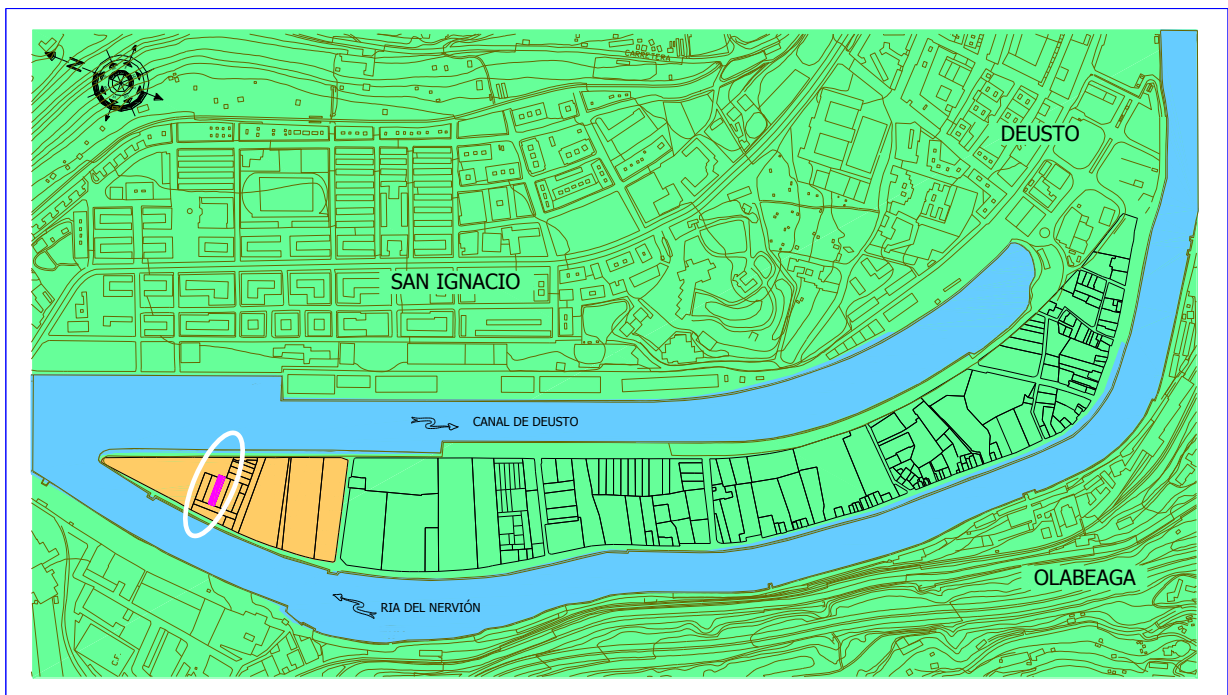 N
CARRETERA
DEUSTO
SAN IGNACIO
CANAL DE DEUSTO
OLABEAGA
RIA DEL NERVIÓN
C.F.